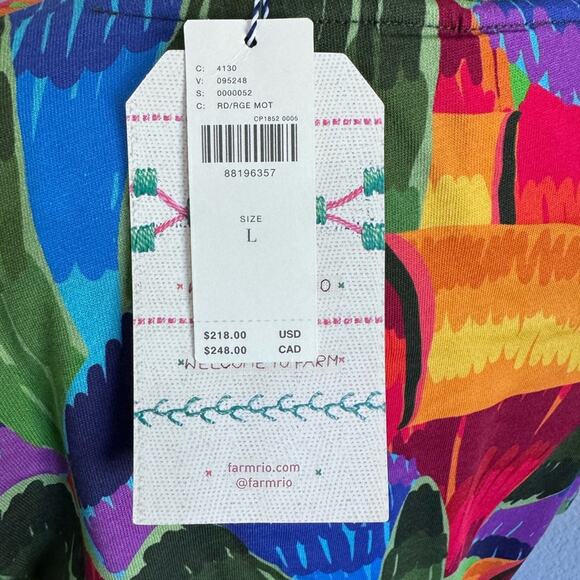 C: 4130
V: 095248
S: 0000052
C: RD/RGE MOT
CP1852 0005
88196357
SIZE
L
$218.00 USD
$248.00 CAD
WELCOME TO FARM
farmrio.com
@farmrio